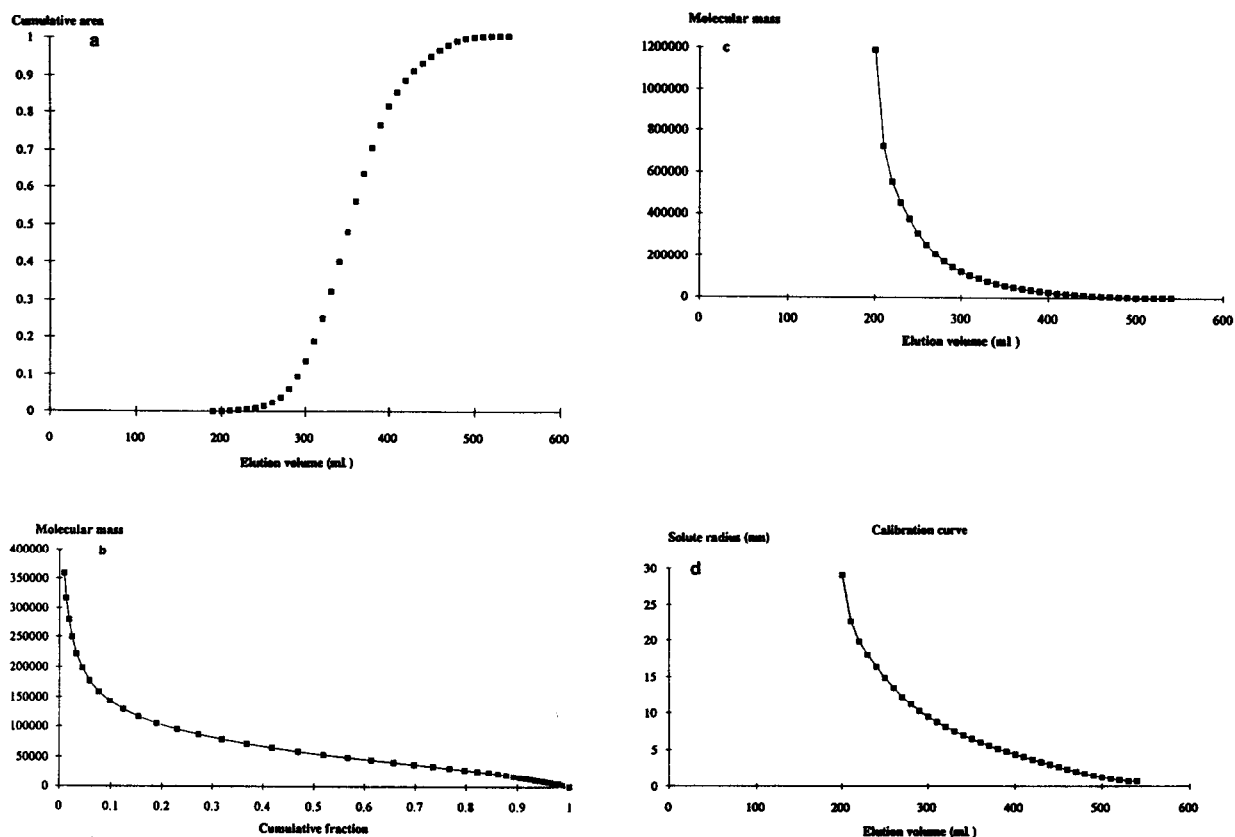 Cumulative area
a
1
0.9
0.8
0.7
0.6
0.5
0.4
0.3
0.2
0.1
0
0 100 200 300 400 500 600
Elution volume (ml)
Molecular mass
c
1200000
1000000
800000
600000
400000
200000
0
0 100 200 300 400 500 600
Elution volume (ml)
Molecular mass
b
400000
350000
300000
250000
200000
150000
100000
50000
0
0 0.1 0.2 0.3 0.4 0.5 0.6 0.7 0.8 0.9 1
Cumulative fraction
Solute radius (nm) Calibration curve
d
30
25
20
15
10
5
0
0 100 200 300 400 500 600
Elution volume (ml)